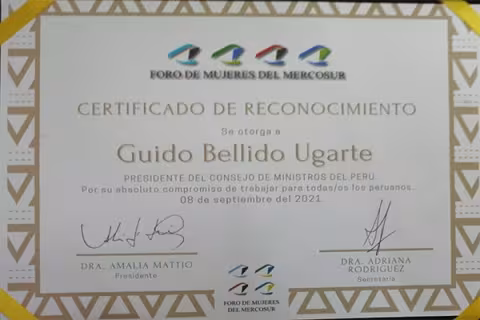 FORO DE MUJERES DEL MERCOSUR
CERTIFICADO DE RECONOCIMIENTO
Se otorga a
Guido Bellido Ugarte
PRESIDENTE DEL CONSEJO DE MINISTROS DEL PERU
Por su absoluto compromiso de trabajar para todas/os los peruanos.
08 de septiembre del 2021.
DRA. AMALIA MATTIO
Presidente
DRA. ADRIANA
RODRIGUEZ
Secretaria
FORO DE MUJERES
DEL MERCOSUR